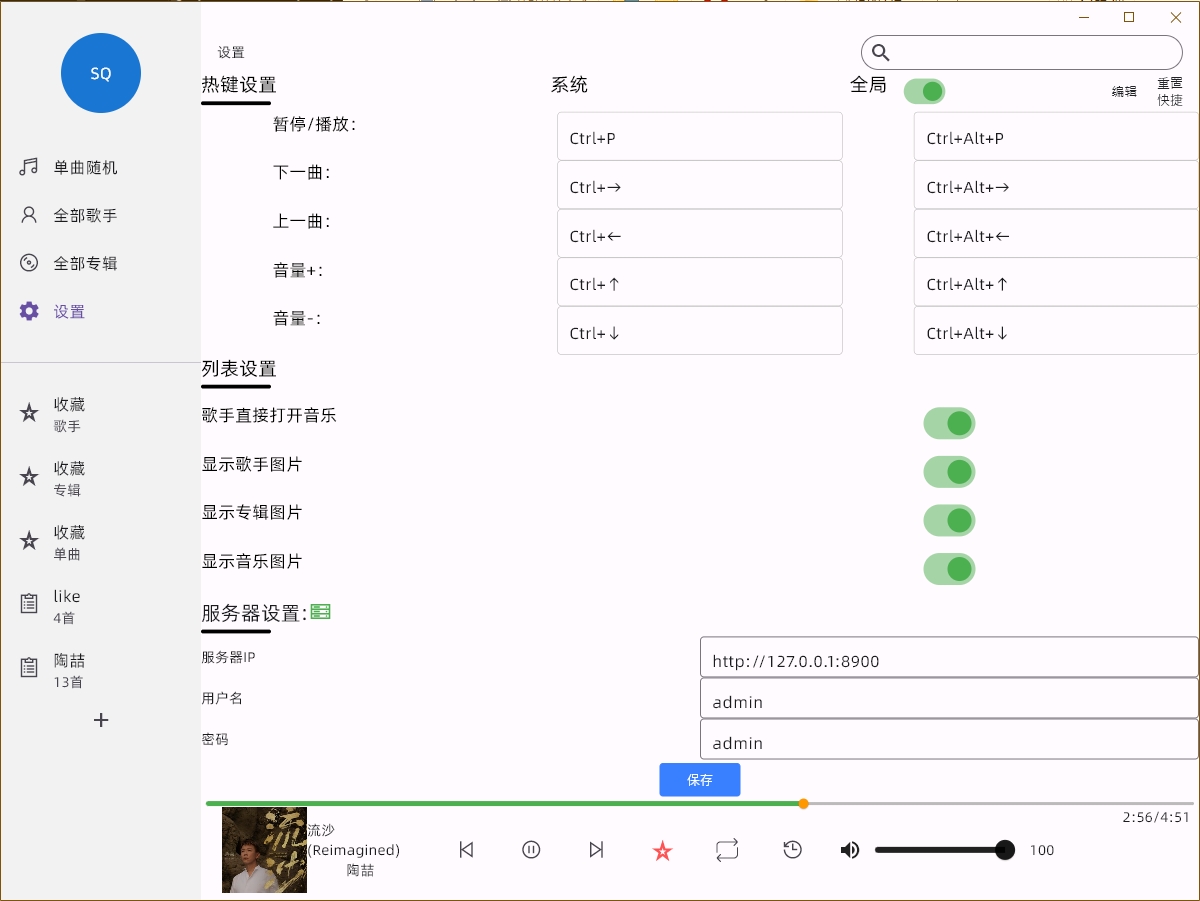 SQ
单曲随机
全部歌手
全部专辑
设置
收藏
歌手
收藏
专辑
收藏
单曲
like
4首
陶喆
13首
+
设置
热键设置 系统 全局 编辑 重置
快捷
暂停/播放: Ctrl+P Ctrl+Alt+P
下一曲: Ctrl+→ Ctrl+Alt+→
上一曲: Ctrl+← Ctrl+Alt+←
音量+: Ctrl+↑ Ctrl+Alt+↑
音量-: Ctrl+↓ Ctrl+Alt+↓
列表设置
歌手直接打开音乐
显示歌手图片
显示专辑图片
显示音乐图片
服务器设置:
服务器IP http://127.0.0.1:8900
用户名 admin
密码 admin
保存
2:56/4:51
流沙
流沙
(Reimagined)
陶喆
100